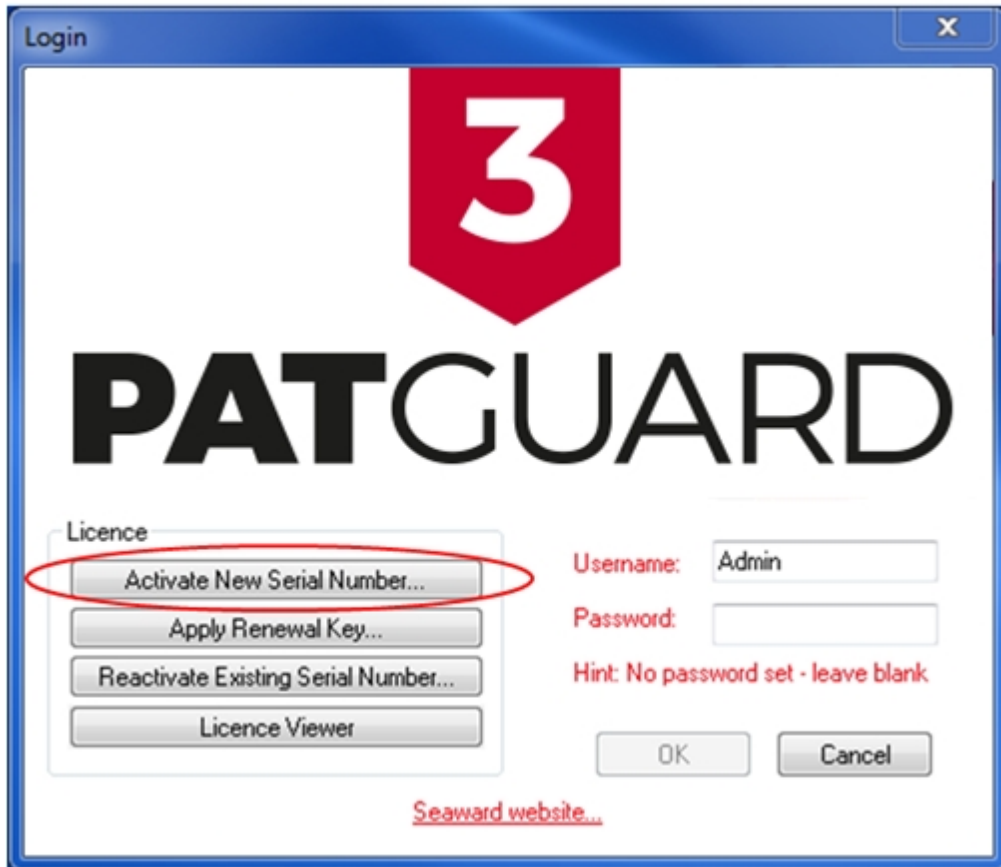 Login
3
PATGUARD
Licence
Activate New Serial Number...
Apply Renewal Key...
Reactivate Existing Serial Number...
Licence Viewer
Username: Admin
Password:
Hint: No password set - leave blank
OK Cancel
Seaward website...